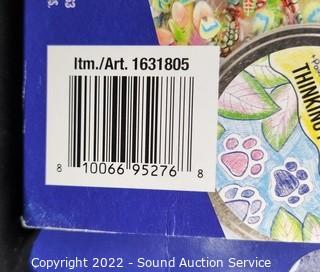 Itm./Art. 1631805
8 10066 95276 8
THINKING
Copyright 2022 - Sound Auction Service